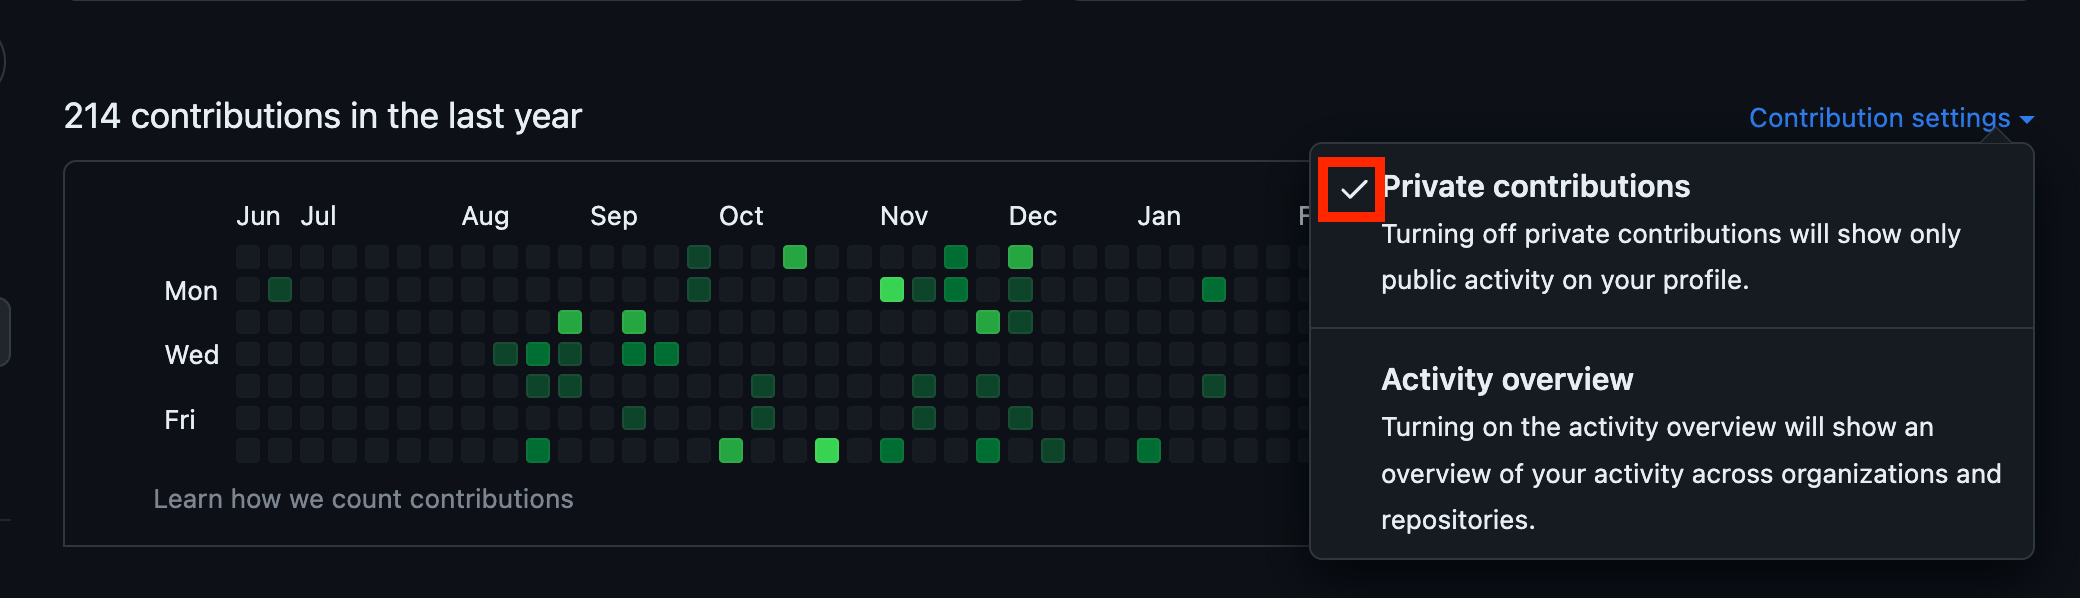 214 contributions in the last year
Contribution settings
Jun Jul Aug Sep Oct Nov Dec Jan F
Mon
Wed
Fri
Learn how we count contributions
Private contributions
Turning off private contributions will show only
public activity on your profile.
Activity overview
Turning on the activity overview will show an
overview of your activity across organizations and
repositories.